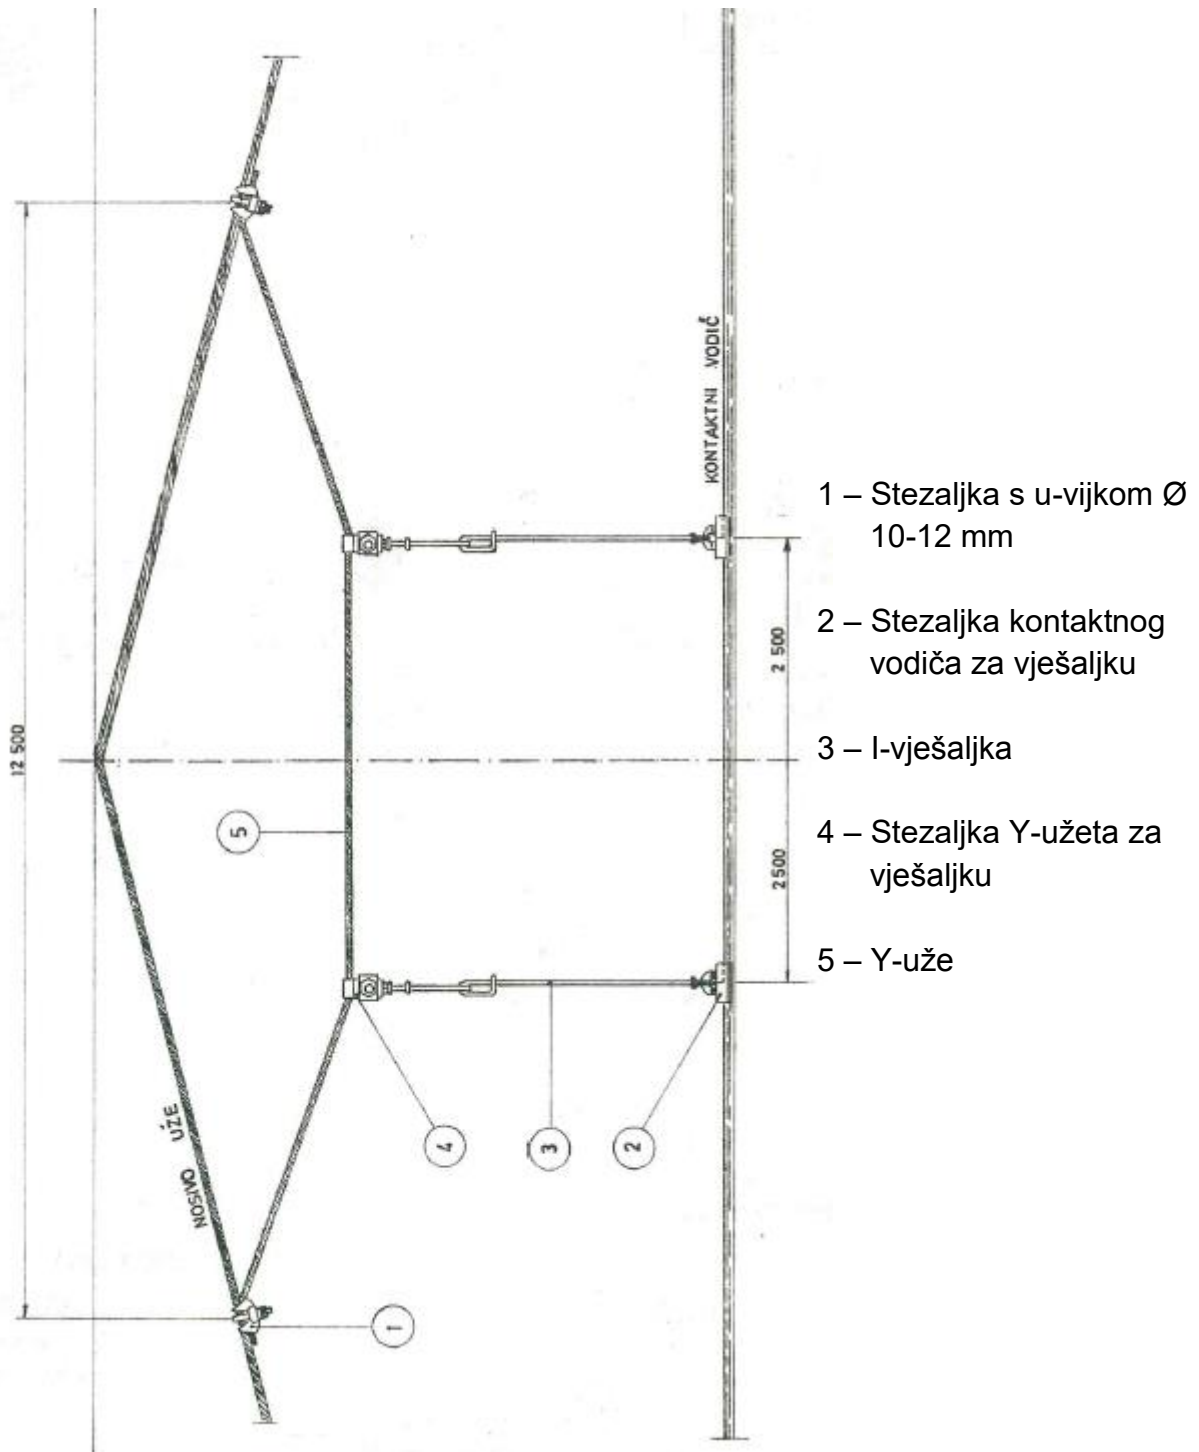 12 500
NOSIVO UŽE
5
4
3
2
1
KONTAKTNI VODIČ
2 500
2500
1 – Stezaljka s u-vijkom Ø
10-12 mm
2 – Stezaljka kontaktnog
vodiča za vješaljku
3 – I-vješaljka
4 – Stezaljka Y-užeta za
vješaljku
5 – Y-uže